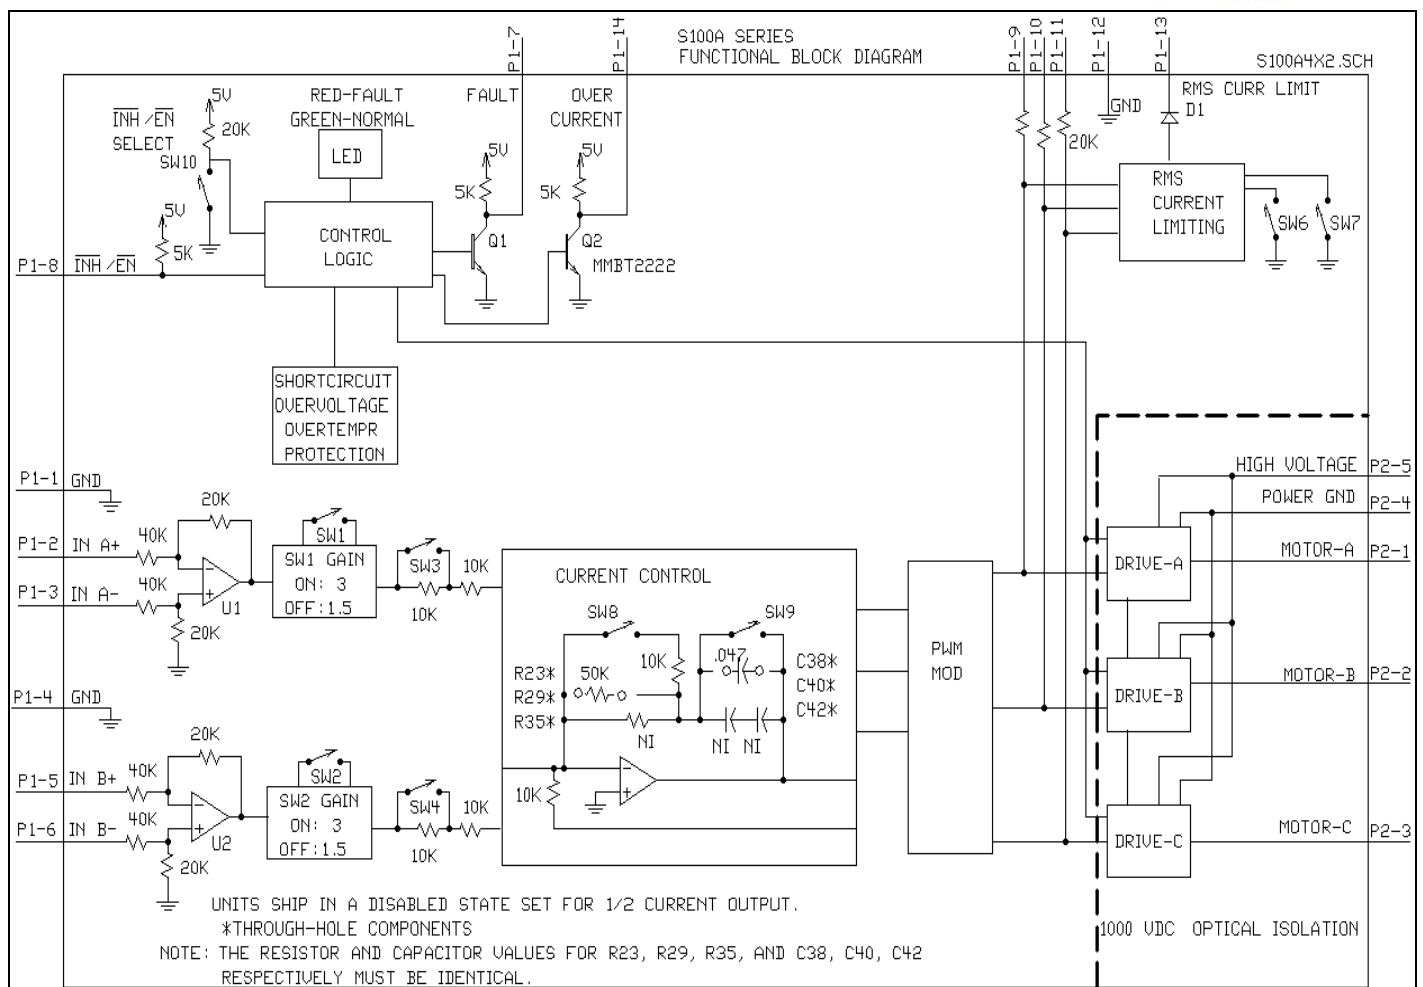 S100A SERIES
FUNCTIONAL BLOCK DIAGRAM
S100A4X2.SCH
P1-7
P1-14
P1-9
P1-10
P1-11
P1-12
P1-13
RMS CURR LIMIT
D1
GND
20K
INH/EN
SELECT
SW10
5V
20K
RED-FAULT
GREEN-NORMAL
LED
FAULT
OVER
CURRENT
5V
5K
5V
5K
5V
5K
P1-8
INH/EN
CONTROL
LOGIC
Q1
Q2
MMBT2222
RMS
CURRENT
LIMITING
SW6
SW7
SHORTCIRCUIT
OVERVOLTAGE
OVERTEMPR
PROTECTION
P1-1
GND
P1-2
IN A+
40K
20K
P1-3
IN A-
40K
20K
U1
SW1
SW1 GAIN
ON: 3
OFF:1.5
SW3
10K
10K
P1-4
GND
P1-5
IN B+
40K
20K
P1-6
IN B-
40K
20K
U2
SW2
SW2 GAIN
ON: 3
OFF:1.5
SW4
10K
10K
CURRENT CONTROL
SW8
SW9
R23*
R29*
R35*
50K
10K
.047
C38*
C40*
C42*
NI
NI
NI
10K
PWM
MOD
HIGH VOLTAGE
P2-5
POWER GND
P2-4
DRIVE-A
MOTOR-A
P2-1
DRIVE-B
MOTOR-B
P2-2
DRIVE-C
MOTOR-C
P2-3
1000 VDC OPTICAL ISOLATION
UNITS SHIP IN A DISABLED STATE SET FOR 1/2 CURRENT OUTPUT.
*THROUGH-HOLE COMPONENTS
NOTE: THE RESISTOR AND CAPACITOR VALUES FOR R23, R29, R35, AND C38, C40, C42
RESPECTIVELY MUST BE IDENTICAL.